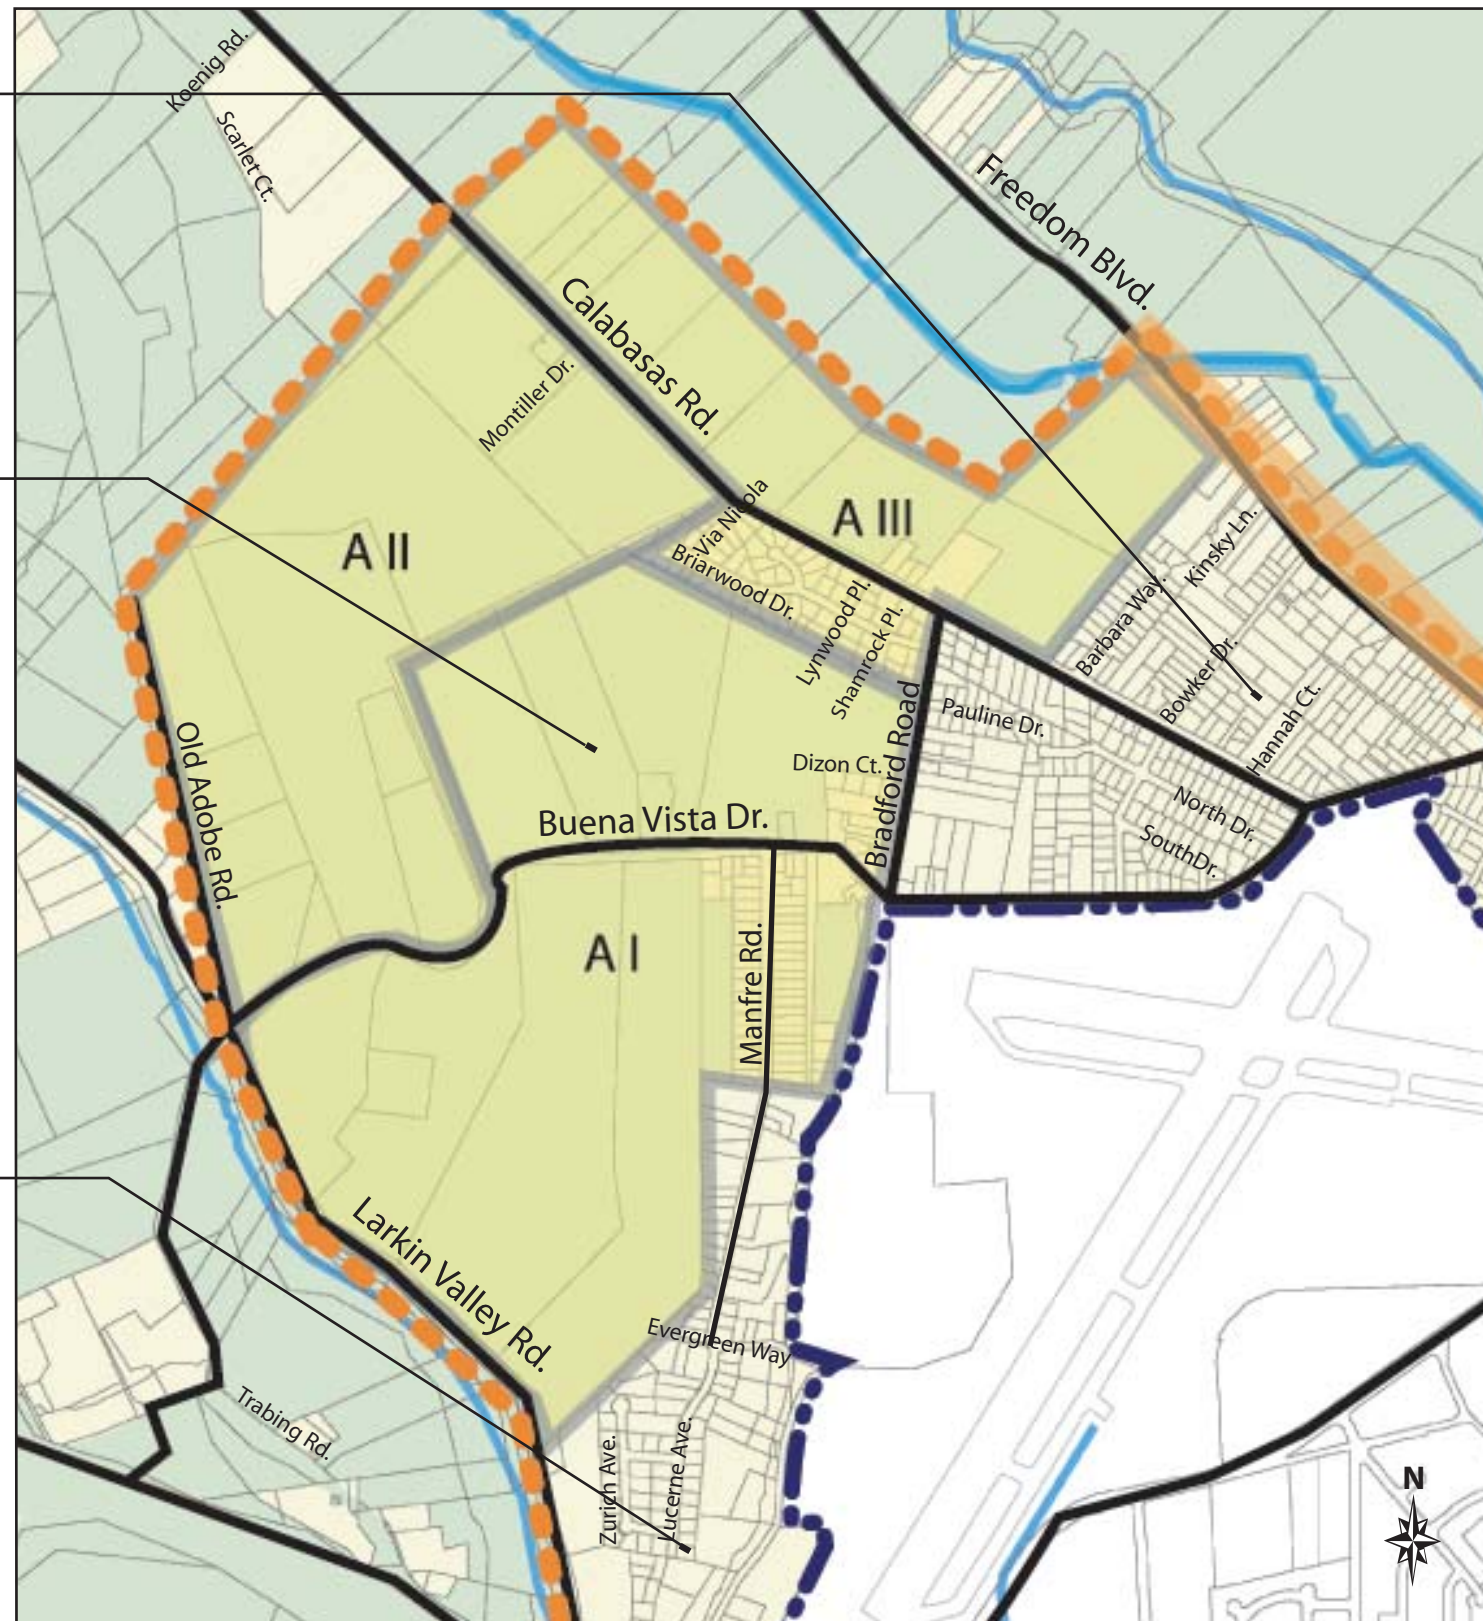 Koenig Rd.
Scarlet Ct.
Freedom Blvd.
Calabasas Rd.
Montiller Dr.
Via Nicola
A III
A II
Briarwood Dr.
Kinsky Ln.
Lynwood Pl.
Barbara Way.
Shamrock Pl.
Bowker Dr.
Hannah Ct.
Pauline Dr.
Bradford Road
Dizon Ct.
Old Adobe Rd.
Buena Vista Dr.
North Dr.
SouthDr.
A I
Manfre Rd.
Larkin Valley Rd.
Evergreen Way
Trabing Rd.
Zurich Ave.
Lucerne Ave.
N